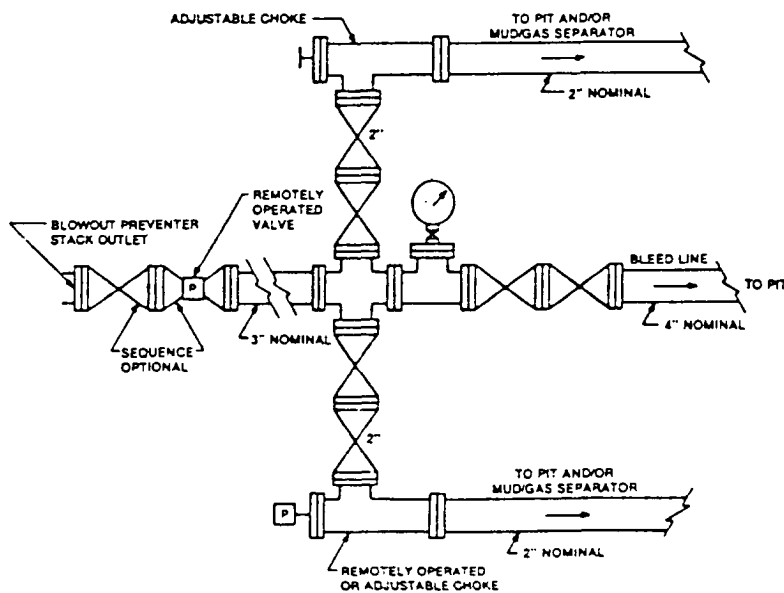 ADJUSTABLE CHOKE
TO PIT AND/OR
MUD/GAS SEPARATOR
2" NOMINAL
2"
REMOTELY
OPERATED
VALVE
BLOWOUT PREVENTER
STACK OUTLET
P
BLEED LINE
TO PIT
SEQUENCE
OPTIONAL
3" NOMINAL
4" NOMINAL
2"
TO PIT AND/OR
MUD/GAS SEPARATOR
P
2" NOMINAL
REMOTELY OPERATED
OR ADJUSTABLE CHOKE